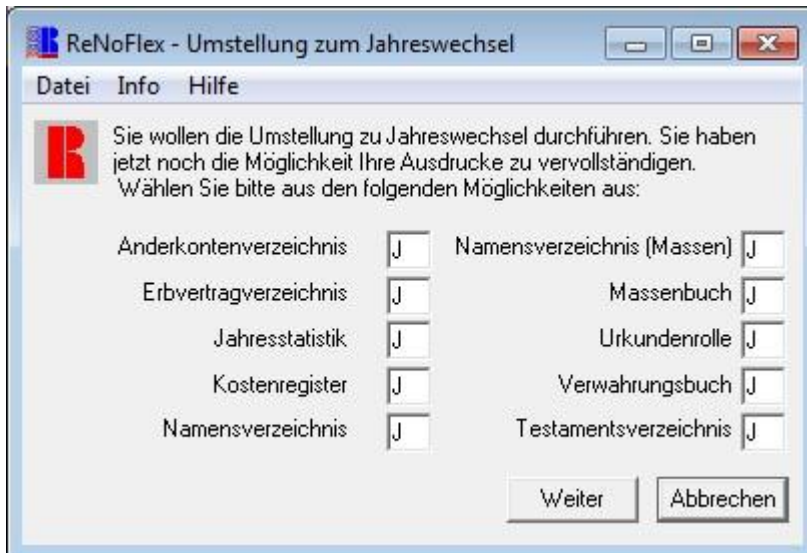 ReNoFlex - Umstellung zum Jahreswechsel
Datei Info Hilfe
Sie wollen die Umstellung zu Jahreswechsel durchführen. Sie haben
jetzt noch die Möglichkeit Ihre Ausdrucke zu vervollständigen.
Wählen Sie bitte aus den folgenden Möglichkeiten aus:
Anderkontenverzeichnis J Namensverzeichnis (Massen) J
Erbvertragverzeichnis J Massenbuch J
Jahresstatistik J Urkundenrolle J
Kostenregister J Verwahrungsbuch J
Namensverzeichnis J Testamentsverzeichnis J
Weiter Abbrechen